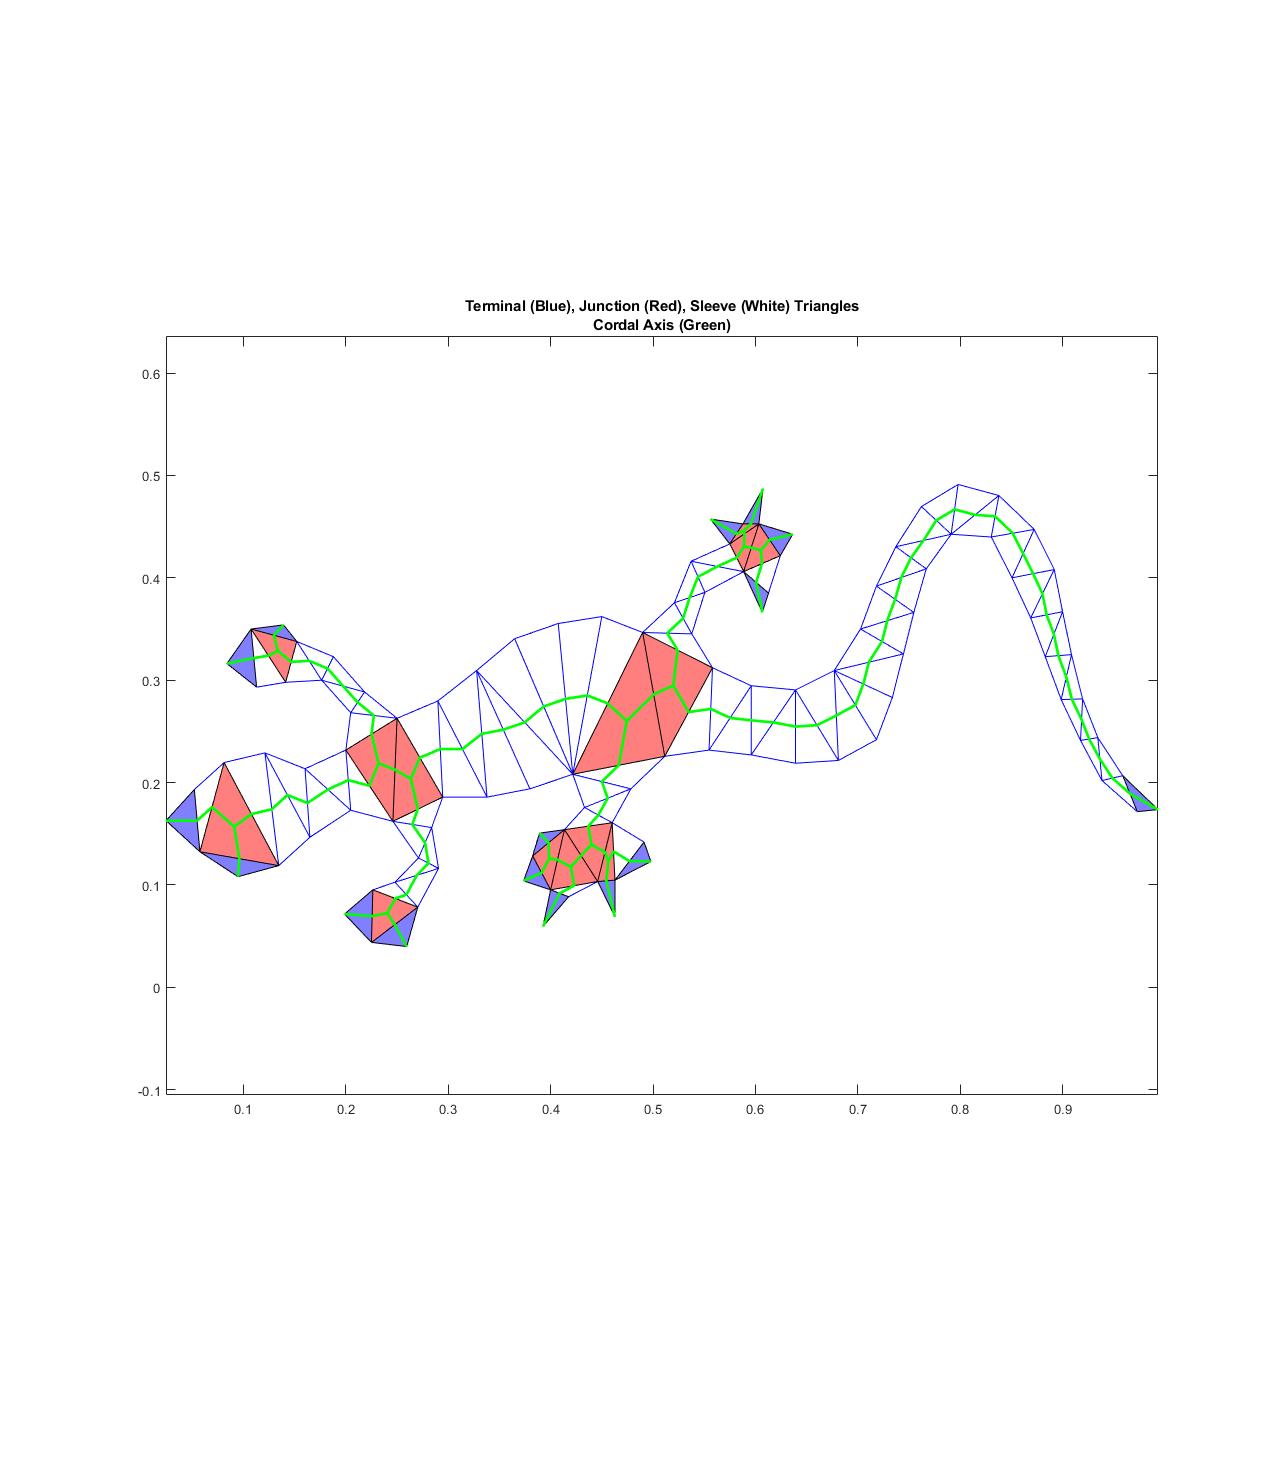 Terminal (Blue), Junction (Red), Sleeve (White) Triangles
Cordal Axis (Green)
0.6
0.5
0.4
0.3
0.2
0.1
0
-0.1
0.1 0.2 0.3 0.4 0.5 0.6 0.7 0.8 0.9